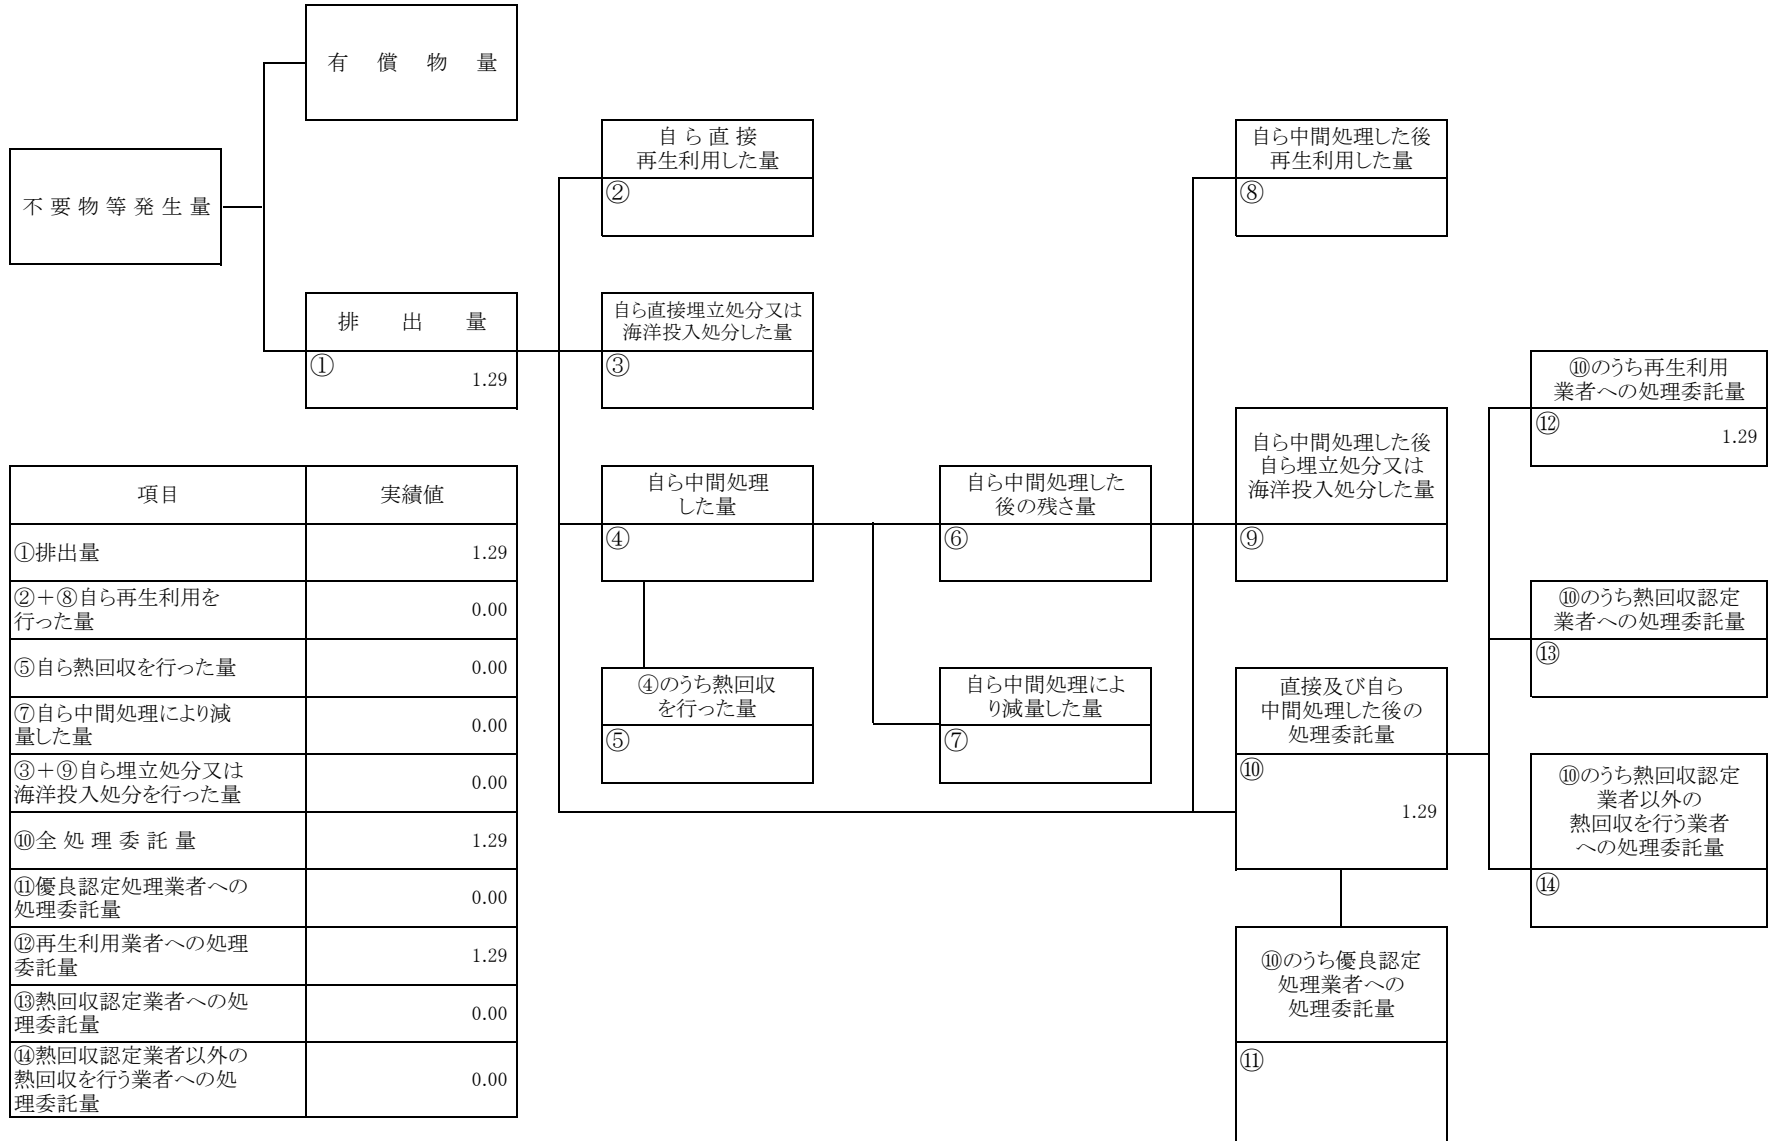 有 償 物 量
不要物等発生量
排 出 量
①
1.29
自ら直接
再生利用した量
②
自ら直接埋立処分又は
海洋投入処分した量
③
自ら中間処理
した量
④
④のうち熱回収
を行った量
⑤
自ら中間処理した
後の残さ量
⑥
自ら中間処理によ
り減量した量
⑦
自ら中間処理した後
再生利用した量
⑧
自ら中間処理した後
自ら埋立処分又は
海洋投入処分した量
⑨
直接及び自ら
中間処理した後の
処理委託量
⑩
1.29
⑩のうち優良認定
処理業者への
処理委託量
⑪
⑩のうち再生利用
業者への処理委託量
⑫
1.29
⑩のうち熱回収認定
業者への処理委託量
⑬
⑩のうち熱回収認定
業者以外の
熱回収を行う業者
への処理委託量
⑭
項目 実績値
①排出量 1.29
②+⑧自ら再生利用を
行った量 0.00
⑤自ら熱回収を行った量 0.00
⑦自ら中間処理により減
量した量 0.00
③+⑨自ら埋立処分又は
海洋投入処分を行った量 0.00
⑩全 処 理 委 託 量 1.29
⑪優良認定処理業者への
処理委託量 0.00
⑫再生利用業者への処理
委託量 1.29
⑬熱回収認定業者への処
理委託量 0.00
⑭熱回収認定業者以外の
熱回収を行う業者への処
理委託量 0.00